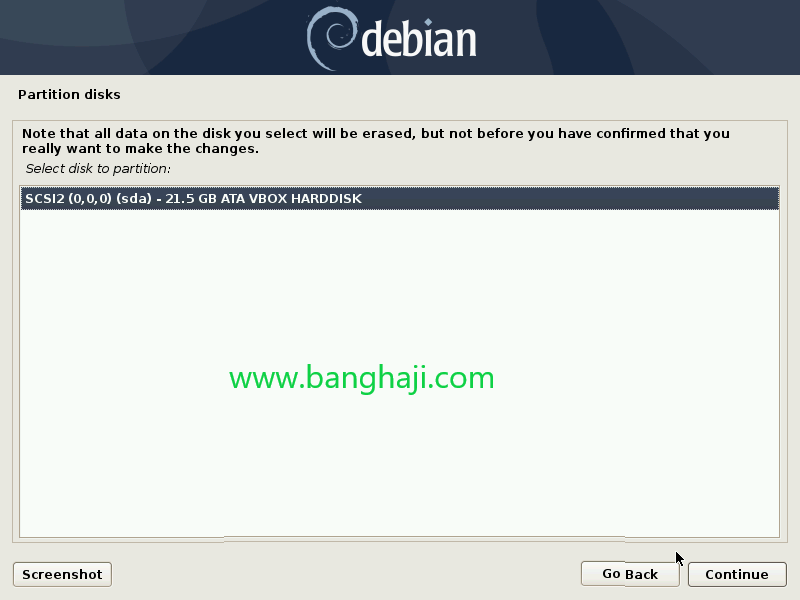 debian
Partition disks
Note that all data on the disk you select will be erased, but not before you have confirmed that you
really want to make the changes.
Select disk to partition:
SCSI2 (0,0,0) (sda) - 21.5 GB ATA VBOX HARDDISK
www.banghaji.com
Screenshot
Go Back
Continue